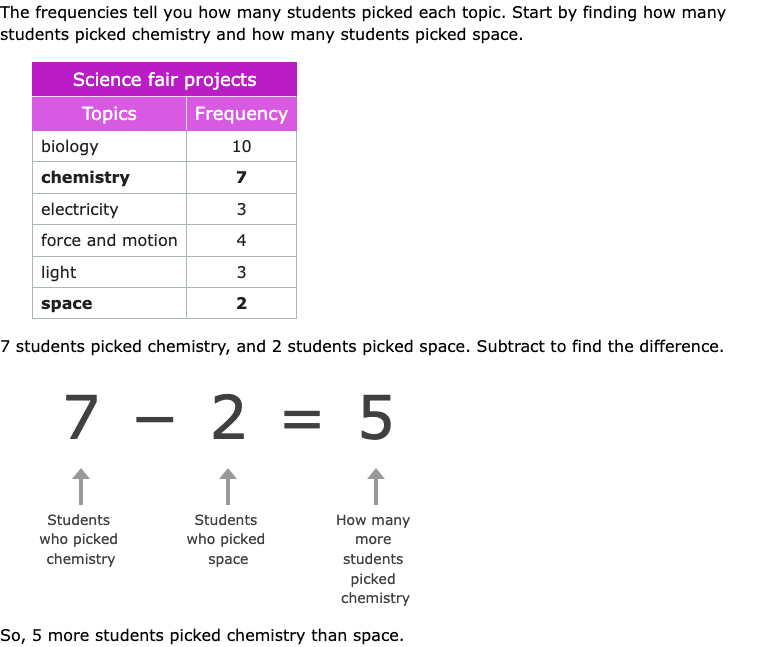 The frequencies tell you how many students picked each topic. Start by finding how many
students picked chemistry and how many students picked space.
Science fair projects
Topics Frequency
biology 10
chemistry 7
electricity 3
force and motion 4
light 3
space 2
7 students picked chemistry, and 2 students picked space. Subtract to find the difference.
7 − 2 = 5
Students
who picked
chemistry
Students
who picked
space
How many
more
students
picked
chemistry
So, 5 more students picked chemistry than space.